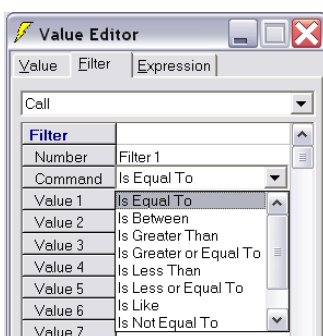 Value Editor
Value Filter Expression
Call
Filter
Number Filter 1
Command Is Equal To
Value 1 Is Equal To
Value 2 Is Between
Value 3 Is Greater Than
Is Greater or Equal To
Value 4 Is Less Than
Value 5 Is Less or Equal To
Value 6 Is Like
Value 7 Is Not Equal To